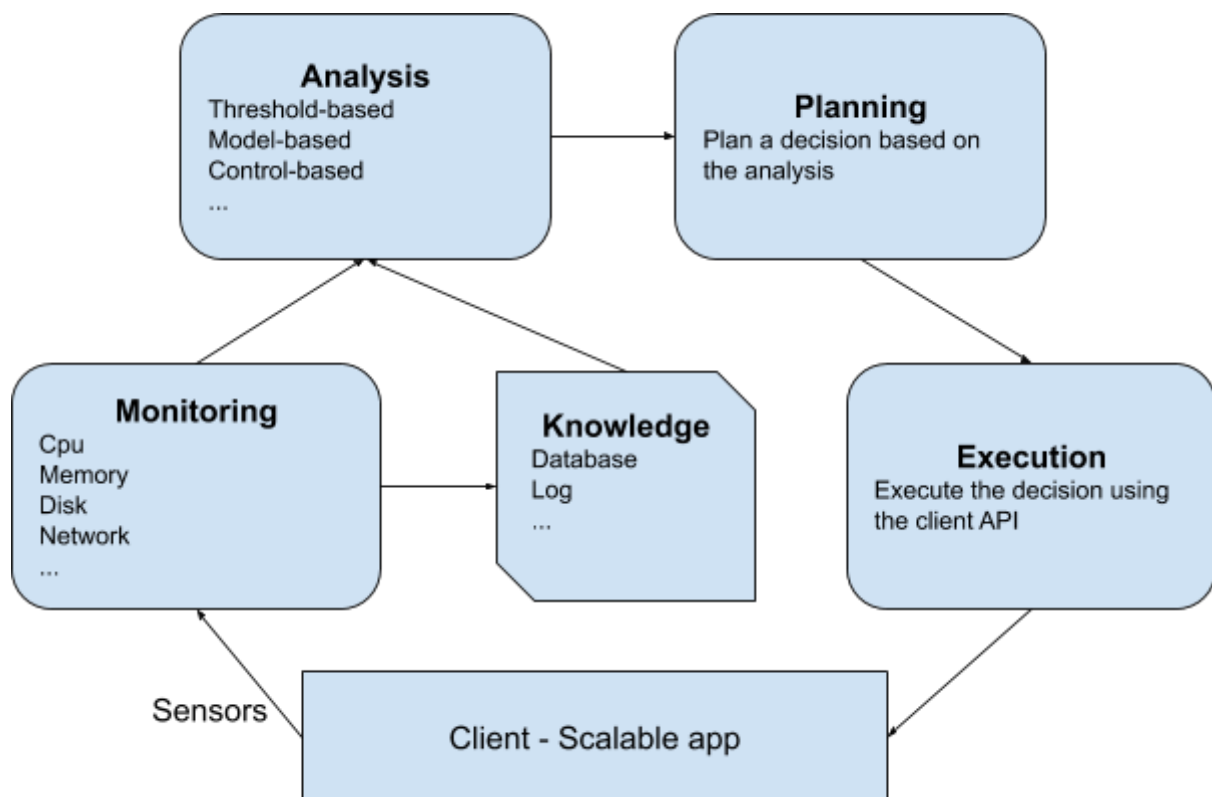 Analysis
Threshold-based
Model-based
Control-based
...
Planning
Plan a decision based on
the analysis
Monitoring
Cpu
Memory
Disk
Network
...
Knowledge
Database
Log
...
Execution
Execute the decision using
the client API
Sensors
Client - Scalable app